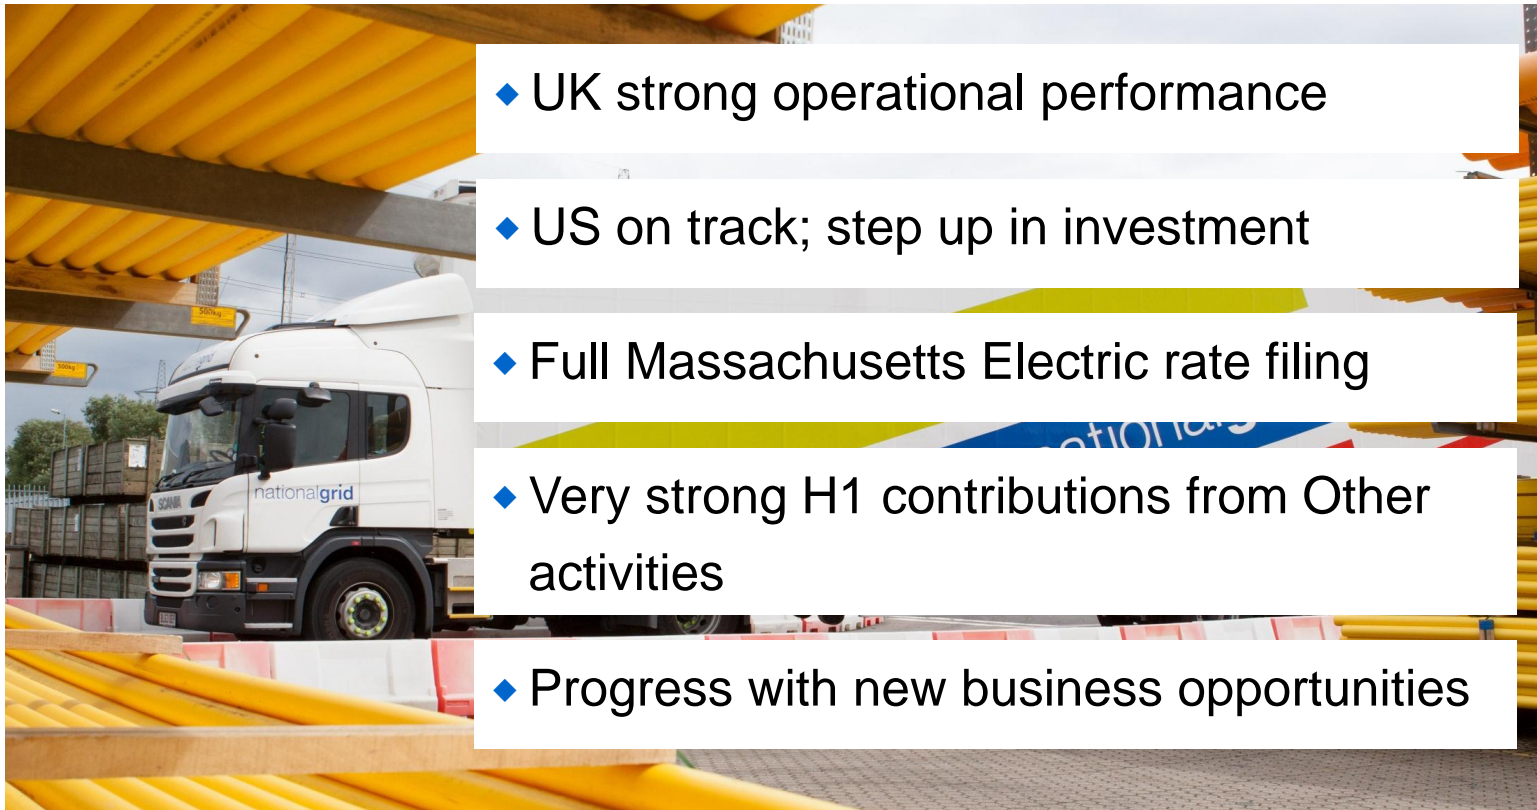 ◆ UK strong operational performance
◆ US on track; step up in investment
◆ Full Massachusetts Electric rate filing
◆ Very strong H1 contributions from Other
activities
◆ Progress with new business opportunities
500kg
nationalgrid
SCANIA